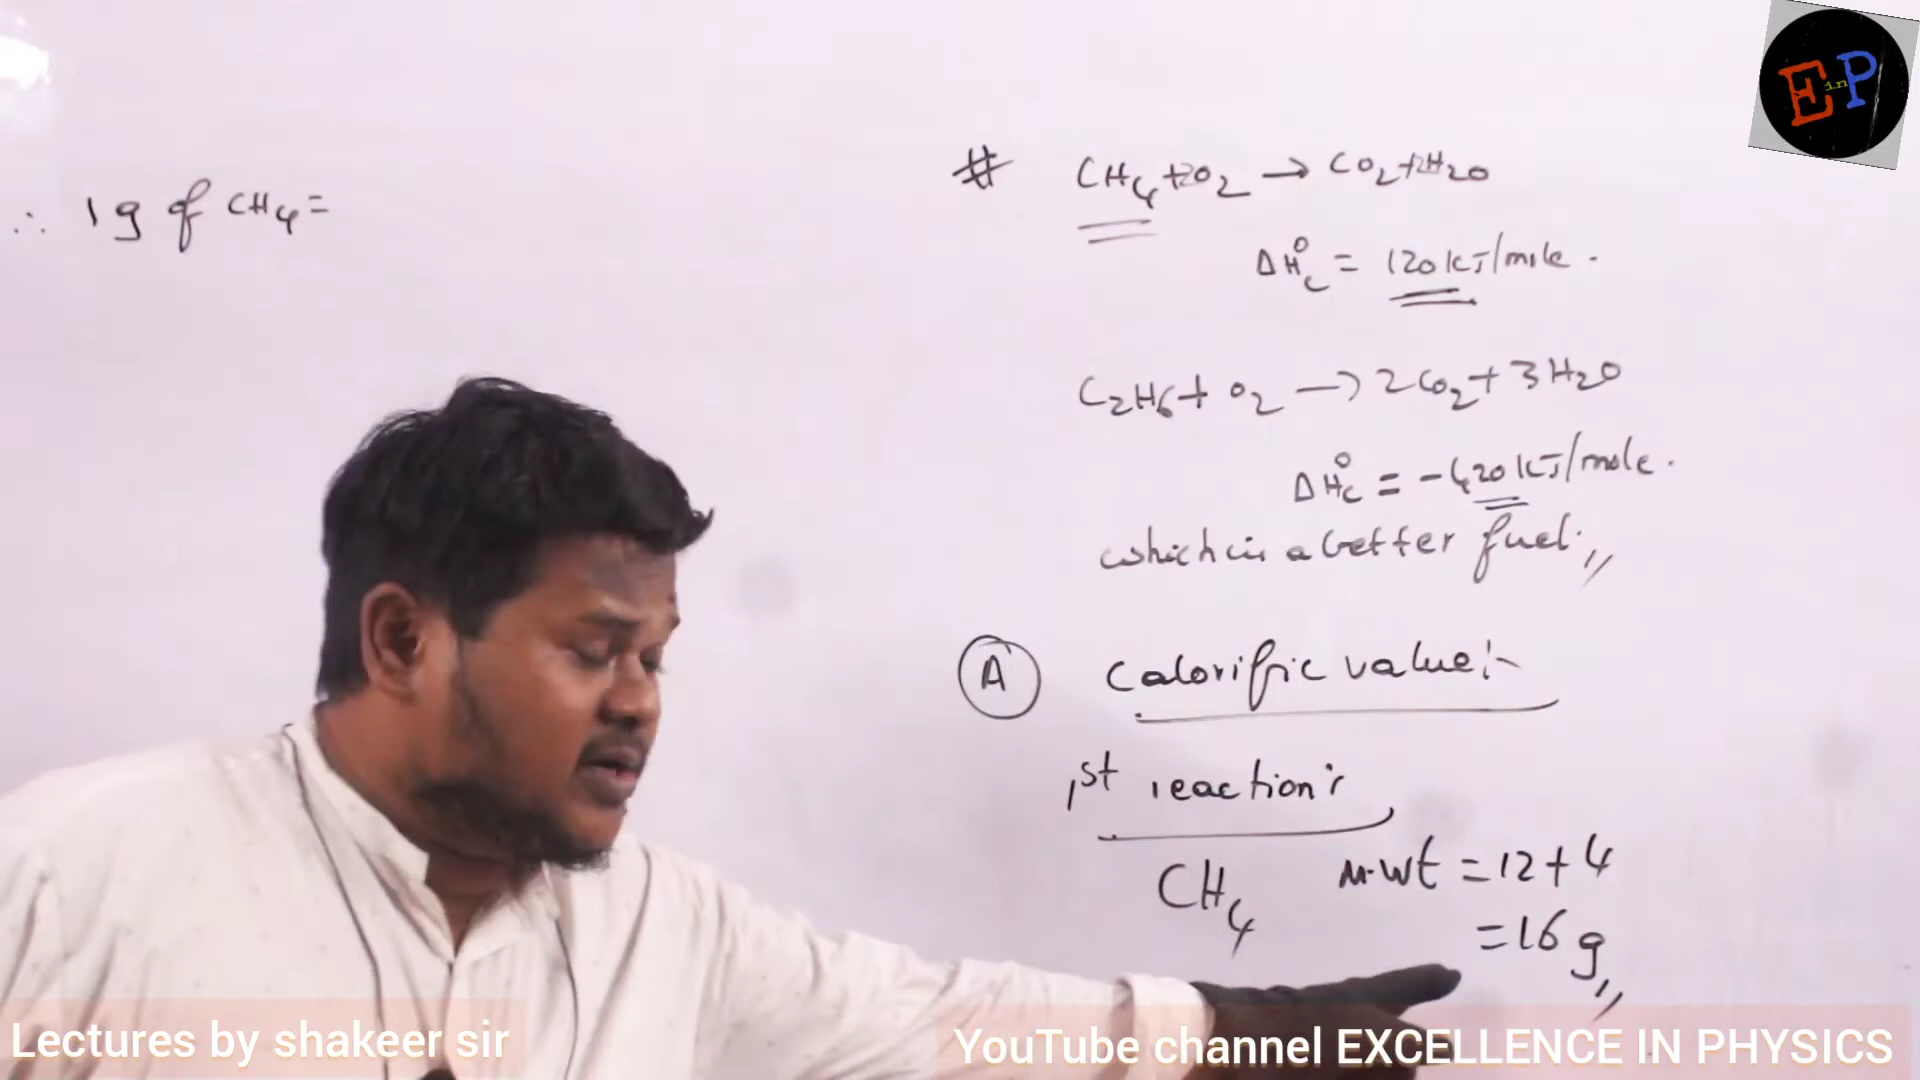 ∴ 1g of CH4=
# CH4+2O2 → CO2+2H2O
ΔH°c = 120kJ/mole.
C2H6+ O2 → 2CO2+ 3H2O
ΔH°c = -420kJ/mole.
which is a better fuel.,,
A Calorific value:-
1st reaction:
CH4 M.wt =12+4
=16g,,
E in P
Lectures by shakeer sir
YouTube channel EXCELLENCE IN PHYSICS